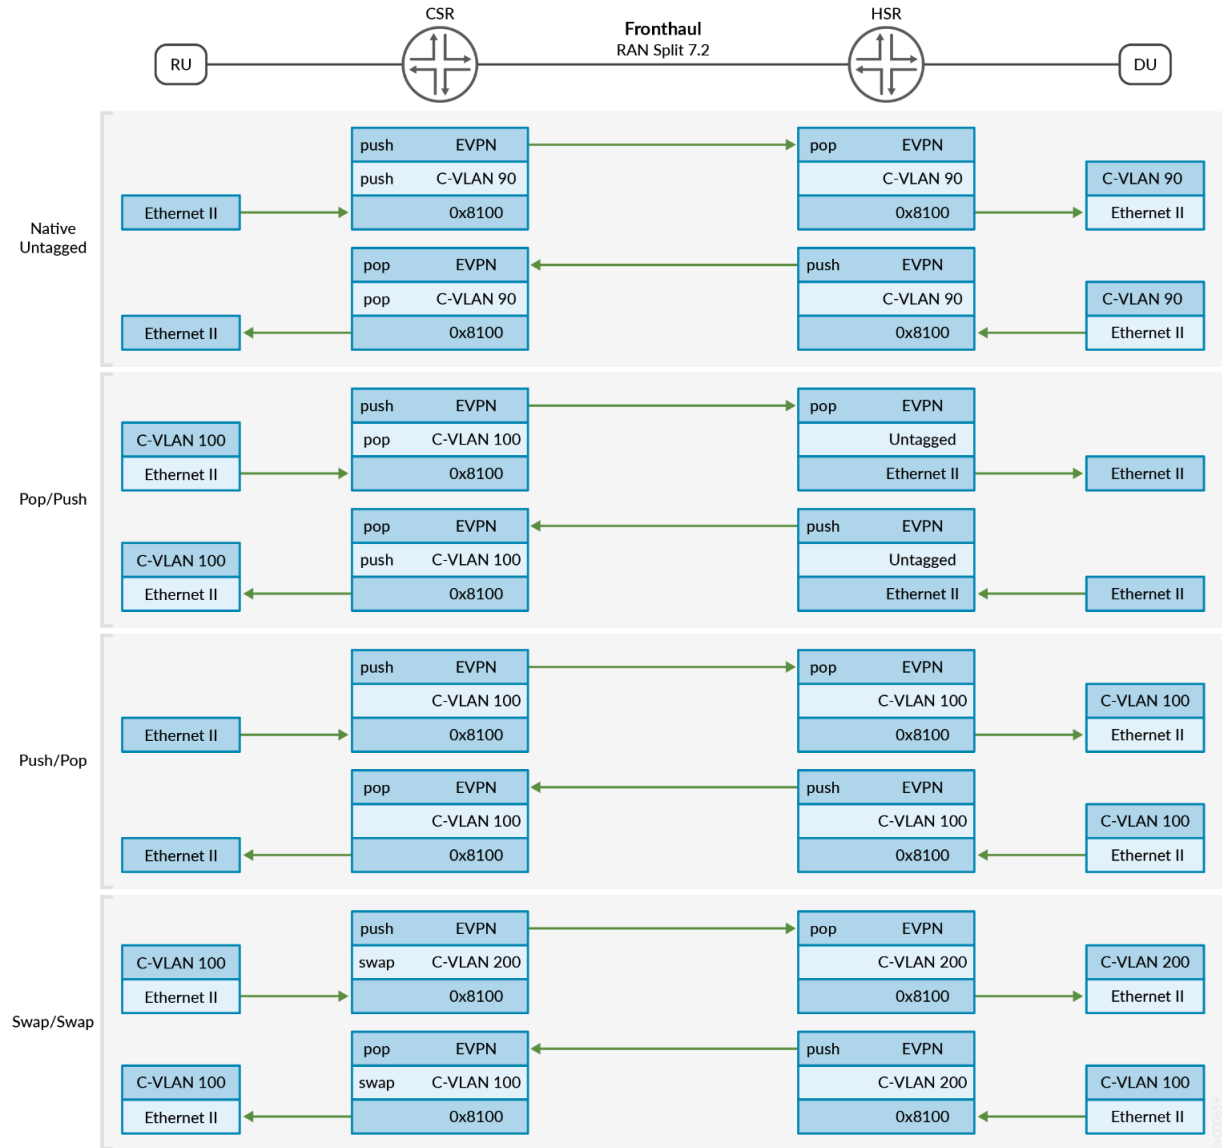 CSR
HSR
Fronthaul
RAN Split 7.2
RU
DU
Native
Untagged
push EVPN
pop EVPN
push C-VLAN 90
C-VLAN 90
C-VLAN 90
Ethernet II
0x8100
0x8100
Ethernet II
pop EVPN
push EVPN
pop C-VLAN 90
C-VLAN 90
C-VLAN 90
Ethernet II
0x8100
0x8100
Ethernet II
Pop/Push
push EVPN
pop EVPN
C-VLAN 100
pop C-VLAN 100
Untagged
Ethernet II
0x8100
Ethernet II
Ethernet II
pop EVPN
push EVPN
C-VLAN 100
push C-VLAN 100
Untagged
Ethernet II
0x8100
Ethernet II
Ethernet II
Push/Pop
push EVPN
pop EVPN
C-VLAN 100
C-VLAN 100
C-VLAN 100
Ethernet II
0x8100
0x8100
Ethernet II
pop EVPN
push EVPN
C-VLAN 100
C-VLAN 100
C-VLAN 100
Ethernet II
0x8100
0x8100
Ethernet II
Swap/Swap
push EVPN
pop EVPN
C-VLAN 100
swap C-VLAN 200
C-VLAN 200
C-VLAN 200
Ethernet II
0x8100
0x8100
Ethernet II
pop EVPN
push EVPN
C-VLAN 100
swap C-VLAN 100
C-VLAN 200
C-VLAN 100
Ethernet II
0x8100
0x8100
Ethernet II